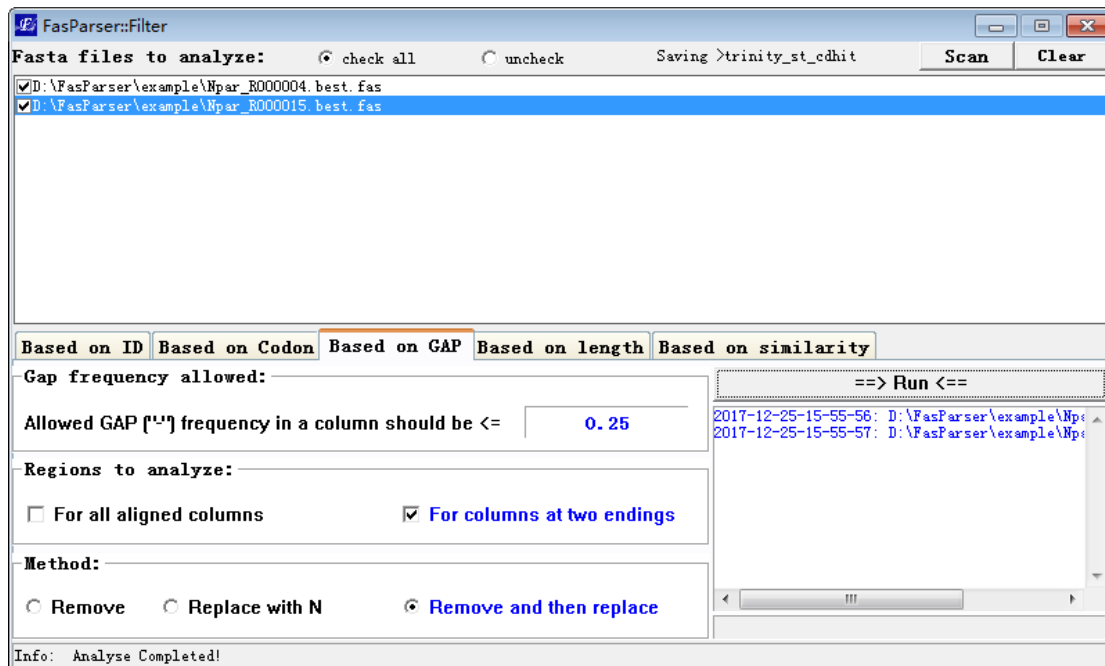 FasParser::Filter
Fasta files to analyze: check all uncheck Saving >trinity_st_cdhit Scan Clear
D:\FasParser\example\Npar_R000004.best.fas
D:\FasParser\example\Npar_R000015.best.fas
Based on ID Based on Codon Based on GAP Based on length Based on similarity
Gap frequency allowed:
==> Run <==
Allowed GAP ("-") frequency in a column should be <= 0.25
2017-12-25-15-55-56: D:\FasParser\example\Npa
2017-12-25-15-55-57: D:\FasParser\example\Npa
Regions to analyze:
For all aligned columns For columns at two endings
Method:
Remove Replace with N Remove and then replace
Info: Analyse Completed!